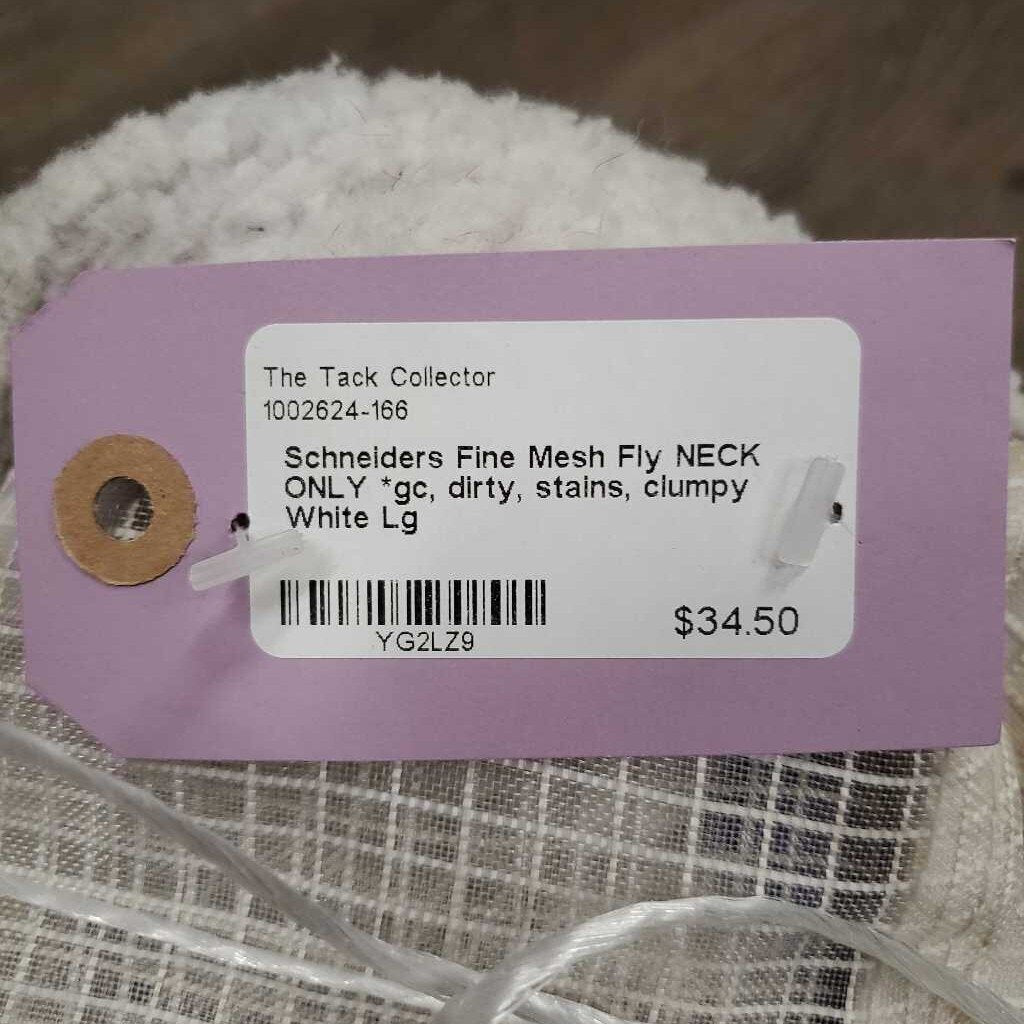 The Tack Collector
1002624-166
Schneiders Fine Mesh Fly NECK
ONLY *gc, dirty, stains, clumpy
White Lg
YG2LZ9
$34.50